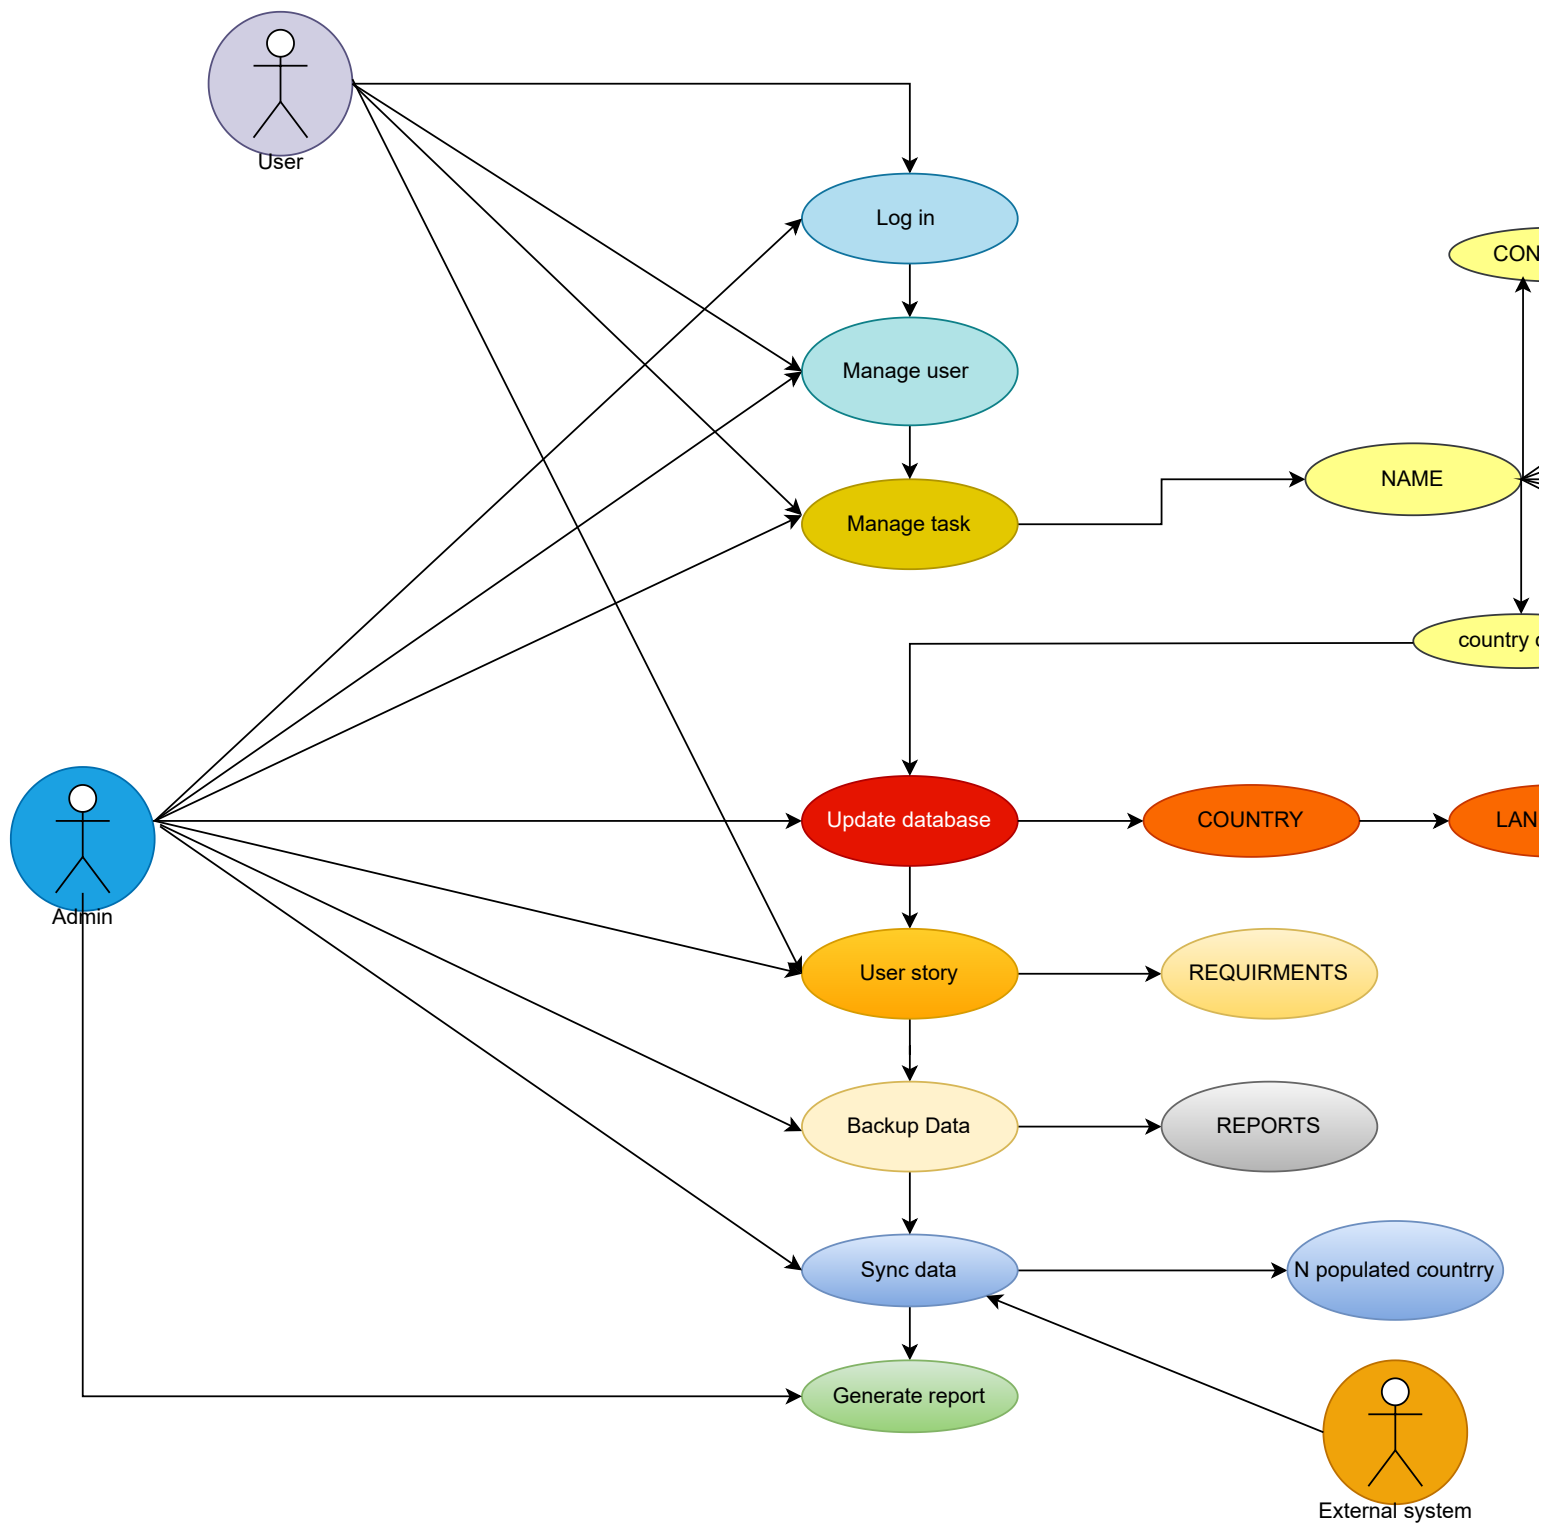 User
Log in
CON
Manage user
NAME
Manage task
country
Update database
COUNTRY
LAN
Admin
User story
REQUIRMENTS
Backup Data
REPORTS
Sync data
N populated countrry
Generate report
External system